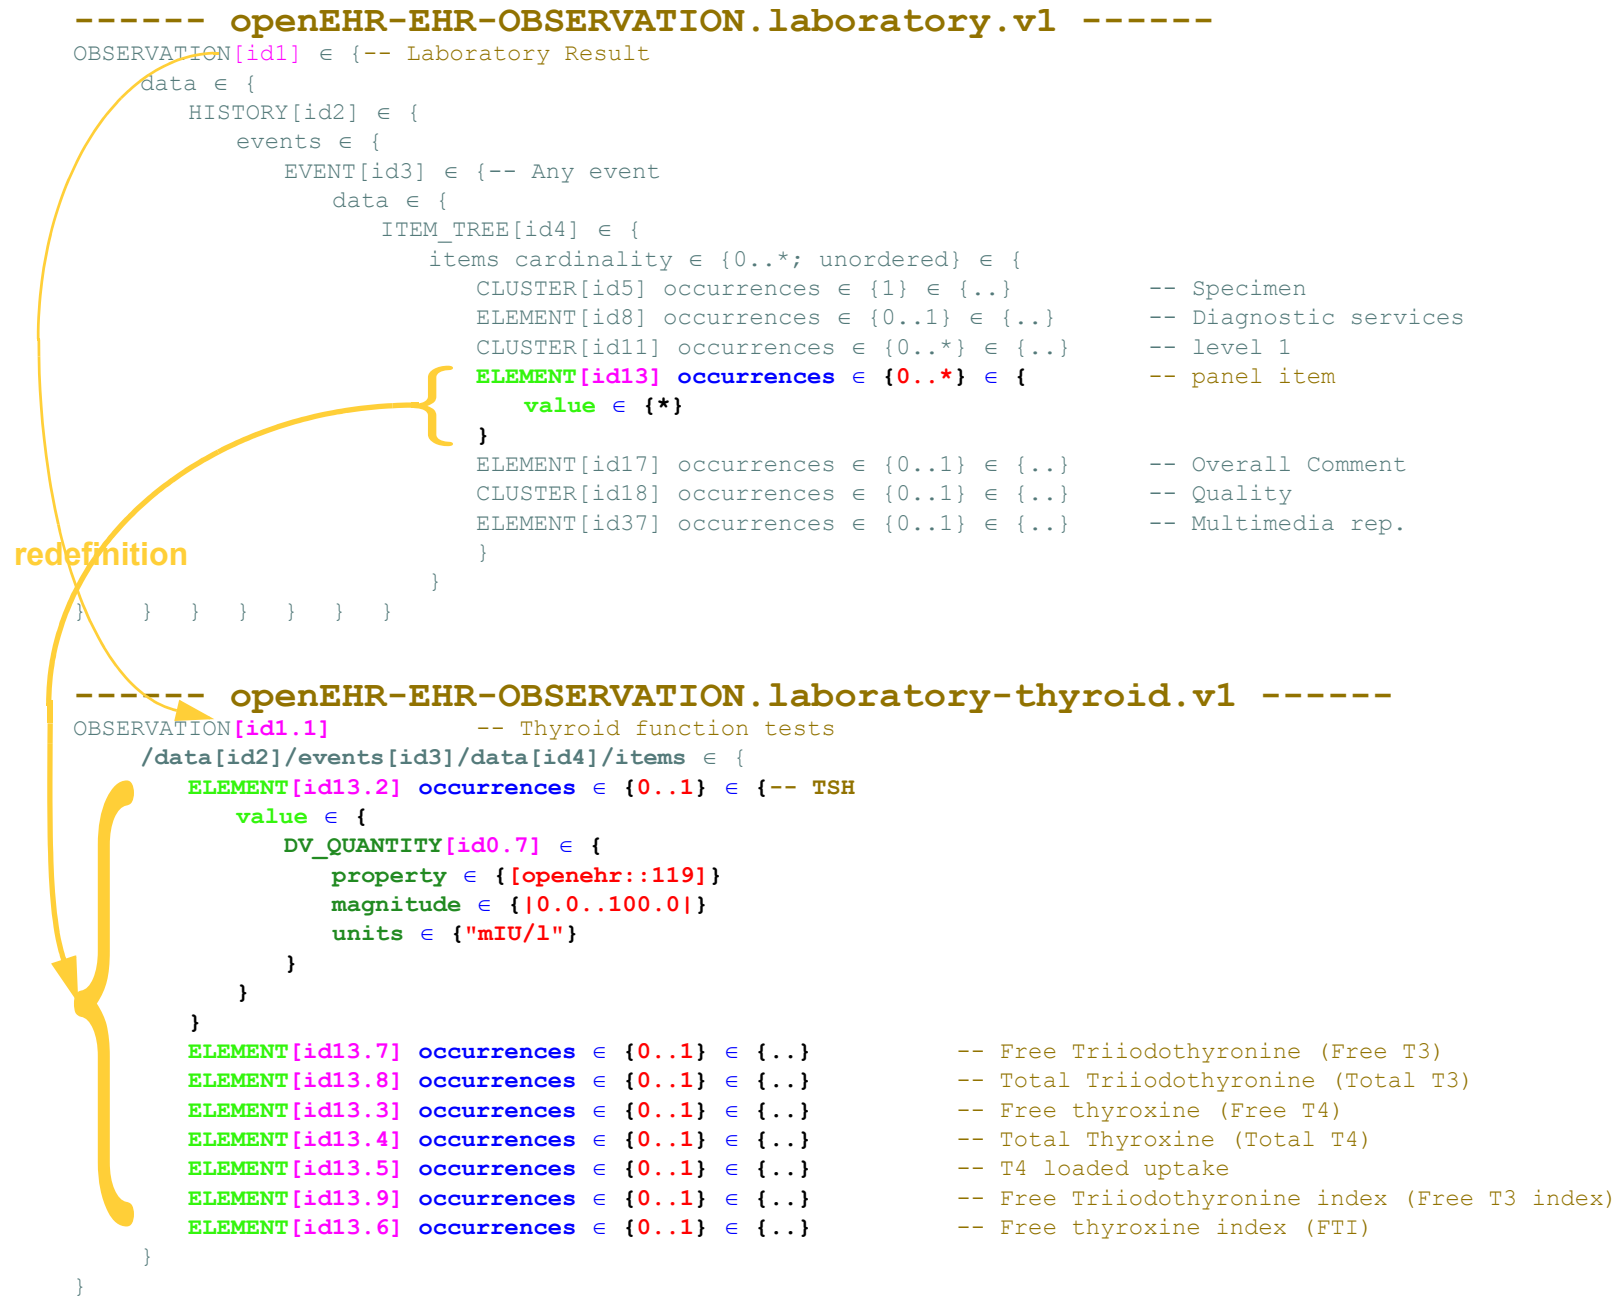 ------ openEHR-EHR-OBSERVATION.laboratory.v1 ------
OBSERVATION[id1] ∈ {-- Laboratory Result
data ∈ {
HISTORY[id2] ∈ {
events ∈ {
EVENT[id3] ∈ {-- Any event
data ∈ {
ITEM_TREE[id4] ∈ {
items cardinality ∈ {0..*; unordered} ∈ {
CLUSTER[id5] occurrences ∈ {1} ∈ {..} -- Specimen
ELEMENT[id8] occurrences ∈ {0..1} ∈ {..} -- Diagnostic services
CLUSTER[id11] occurrences ∈ {0..*} ∈ {..} -- level 1
ELEMENT[id13] occurrences ∈ {0..*} ∈ { -- panel item
value ∈ {*}
}
ELEMENT[id17] occurrences ∈ {0..1} ∈ {..} -- Overall Comment
CLUSTER[id18] occurrences ∈ {0..1} ∈ {..} -- Quality
ELEMENT[id37] occurrences ∈ {0..1} ∈ {..} -- Multimedia rep.
redefinition
}
}
} } } } } } }
------ openEHR-EHR-OBSERVATION.laboratory-thyroid.v1 ------
OBSERVATION[id1.1] -- Thyroid function tests
/data[id2]/events[id3]/data[id4]/items ∈ {
ELEMENT[id13.2] occurrences ∈ {0..1} ∈ {-- TSH
value ∈ {
DV_QUANTITY[id0.7] ∈ {
property ∈ {[openehr::119]}
magnitude ∈ {|0.0..100.0|}
units ∈ {"mIU/l"}
}
}
}
ELEMENT[id13.7] occurrences ∈ {0..1} ∈ {..} -- Free Triiodothyronine (Free T3)
ELEMENT[id13.8] occurrences ∈ {0..1} ∈ {..} -- Total Triiodothyronine (Total T3)
ELEMENT[id13.3] occurrences ∈ {0..1} ∈ {..} -- Free thyroxine (Free T4)
ELEMENT[id13.4] occurrences ∈ {0..1} ∈ {..} -- Total Thyroxine (Total T4)
ELEMENT[id13.5] occurrences ∈ {0..1} ∈ {..} -- T4 loaded uptake
ELEMENT[id13.9] occurrences ∈ {0..1} ∈ {..} -- Free Triiodothyronine index (Free T3 index)
ELEMENT[id13.6] occurrences ∈ {0..1} ∈ {..} -- Free thyroxine index (FTI)
}
}